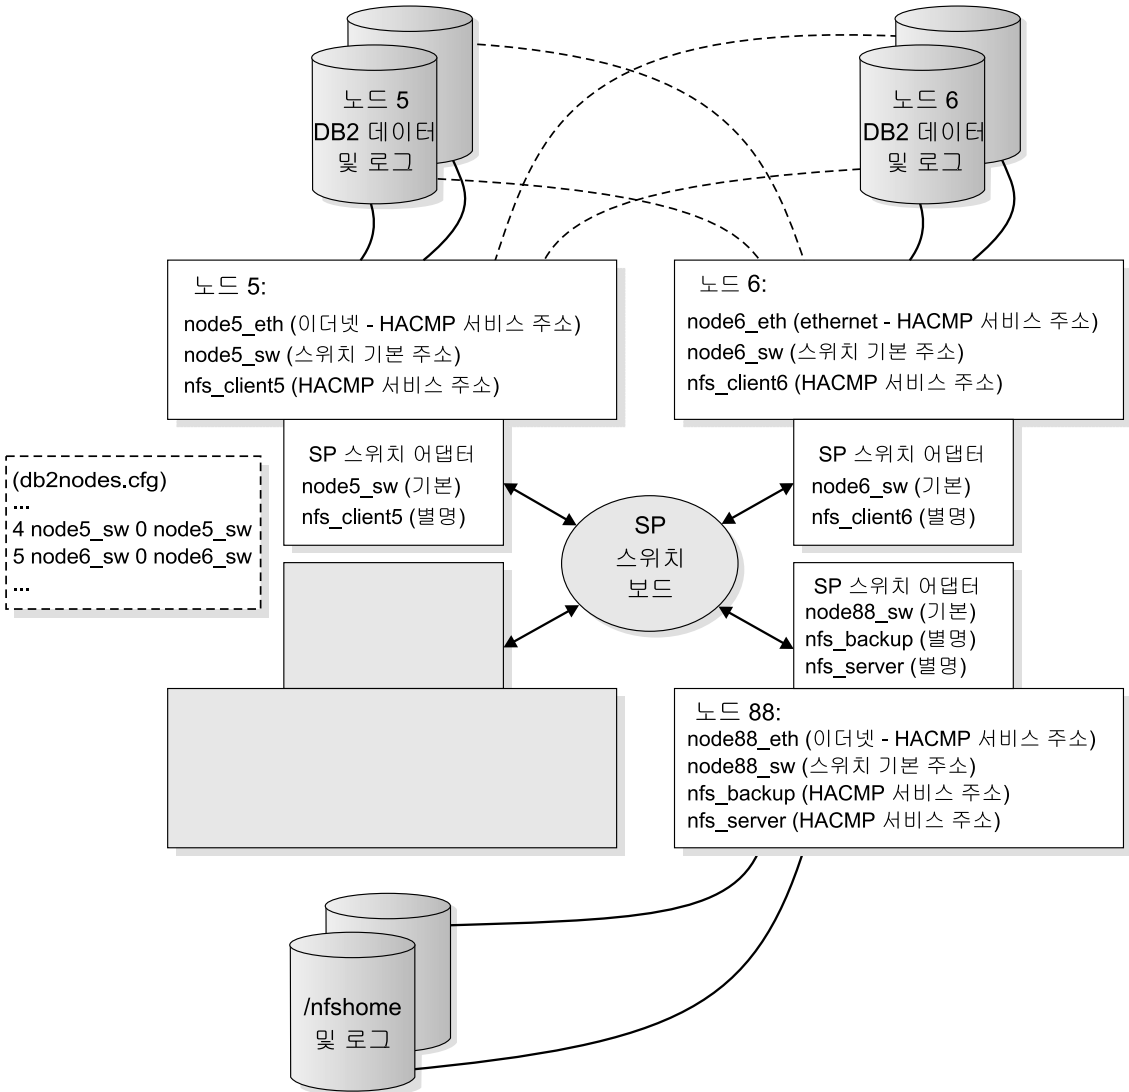 노드 5
DB2 데이터
및 로그
노드 6
DB2 데이터
및 로그
노드 5:
node5_eth (이더넷 - HACMP 서비스 주소)
node5_sw (스위치 기본 주소)
nfs_client5 (HACMP 서비스 주소)
노드 6:
node6_eth (ethernet - HACMP 서비스 주소)
node6_sw (스위치 기본 주소)
nfs_client6 (HACMP 서비스 주소)
SP 스위치 어댑터
node5_sw (기본)
nfs_client5 (별명)
SP 스위치 어댑터
node6_sw (기본)
nfs_client6 (별명)
(db2nodes.cfg)
...
4 node5_sw 0 node5_sw
5 node6_sw 0 node6_sw
...
SP
스위치
보드
SP 스위치 어댑터
node88_sw (기본)
nfs_backup (별명)
nfs_server (별명)
노드 88:
node88_eth (이더넷 - HACMP 서비스 주소)
node88_sw (스위치 기본 주소)
nfs_backup (HACMP 서비스 주소)
nfs_server (HACMP 서비스 주소)
/nfshome
및 로그